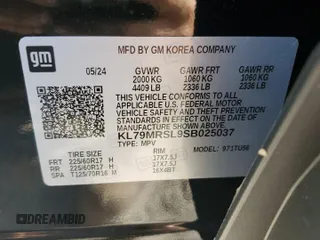 gm
MFD BY GM KOREA COMPANY
05/24 GVWR GAWR FRT GAWR RR
2000 KG 1060 KG 1060 KG
4409 LB 2336 LB 2336 LB
THIS VEHICLE CONFORMS TO ALL
APPLICABLE U.S. FEDERAL MOTOR
VEHICLE SAFETY, BUMPER, AND THEFT
PREVENTION STANDARDS IN EFFECT ON
THE DATE OF MANUFACTURE SHOWN ABOVE.
KL79MRSL9SB025037
TYPE: MPV
TIRE SIZE RIM
FRT 225/60R17 H 17X7.5J
RR 225/60R17 H 17X7.5J
SPA T125/70R16 M 16X4BT
DREAMBID